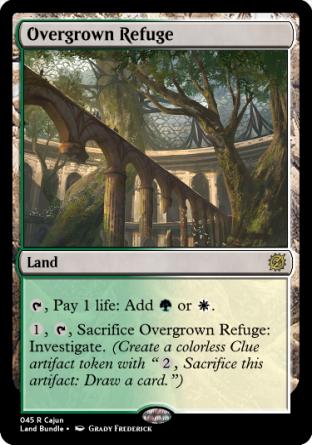 Overgrown Refuge
Land
, Pay 1 life: Add or .
1, , Sacrifice Overgrown Refuge:
Investigate. (Create a colorless Clue
artifact token with “2, Sacrifice this
artifact: Draw a card.”)
045 R Cajun
Land Bundle • Grady Frederick